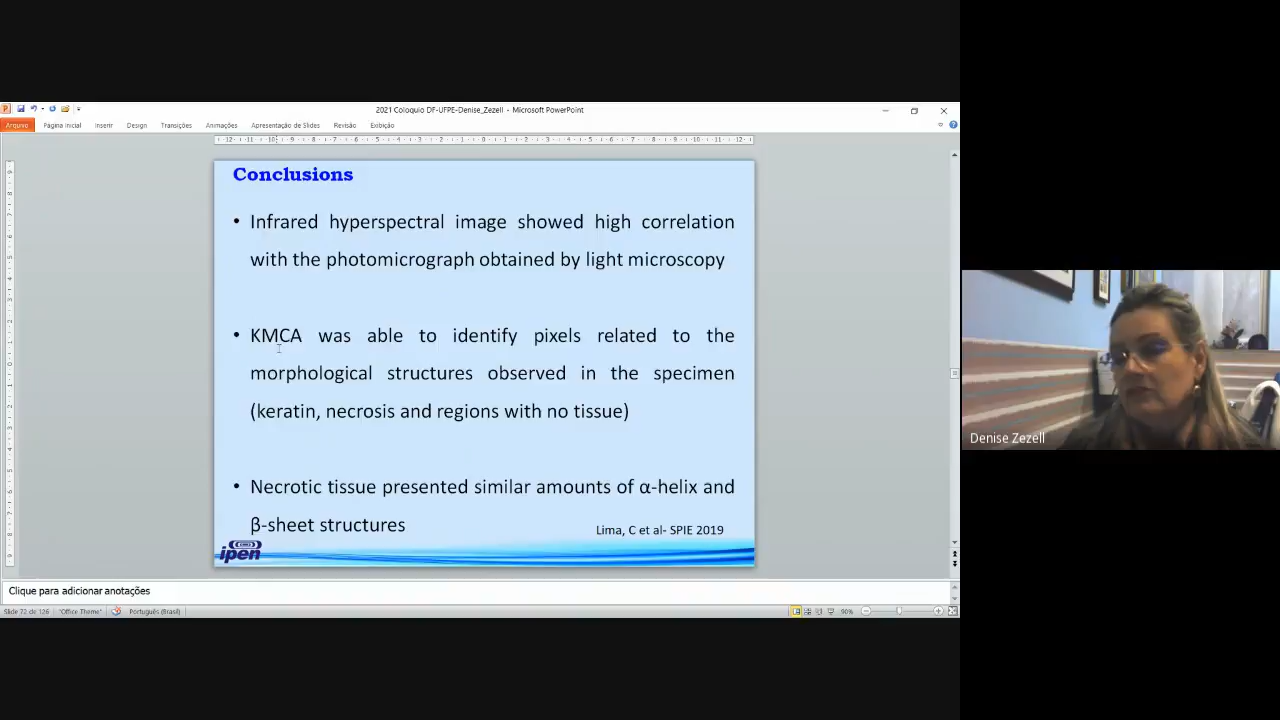 2021 Coloquio DF-UFPE-Denise_Zezell - Microsoft PowerPoint
Arquivo Página Inicial Inserir Design Transições Animações Apresentação de Slides Revisão Exibição
Conclusions
• Infrared hyperspectral image showed high correlation
with the photomicrograph obtained by light microscopy
• KMCA was able to identify pixels related to the
morphological structures observed in the specimen
(keratin, necrosis and regions with no tissue)
• Necrotic tissue presented similar amounts of α-helix and
β-sheet structures
Lima, C et al- SPIE 2019
ipen
Denise Zezell
Clique para adicionar anotações
Slide 72 de 126 "Office Theme" Português (Brasil) 90%